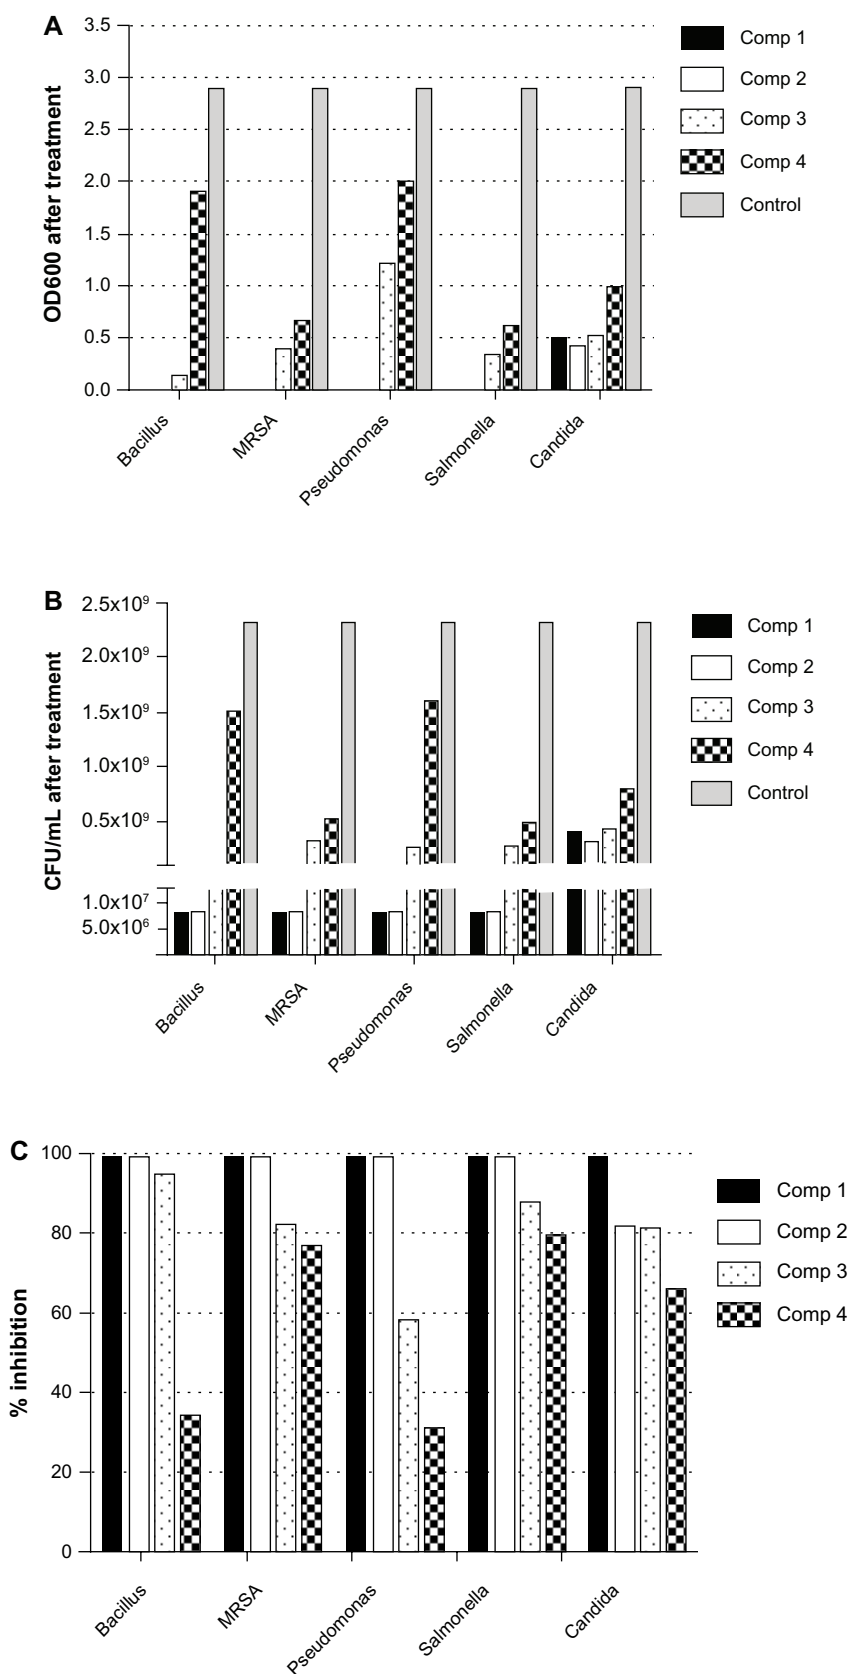 A
OD600 after treatment
3.5
3.0
2.5
2.0
1.5
1.0
0.5
0.0
Bacillus
MRSA
Pseudomonas
Salmonella
Candida
Comp 1
Comp 2
Comp 3
Comp 4
Control
B
CFU/mL after treatment
2.5x10⁹
2.0x10⁹
1.5x10⁹
1.0x10⁹
0.5x10⁹
1.0x10⁷
5.0x10⁶
Bacillus
MRSA
Pseudomonas
Salmonella
Candida
Comp 1
Comp 2
Comp 3
Comp 4
Control
C
% inhibition
100
80
60
40
20
0
Bacillus
MRSA
Pseudomonas
Salmonella
Candida
Comp 1
Comp 2
Comp 3
Comp 4